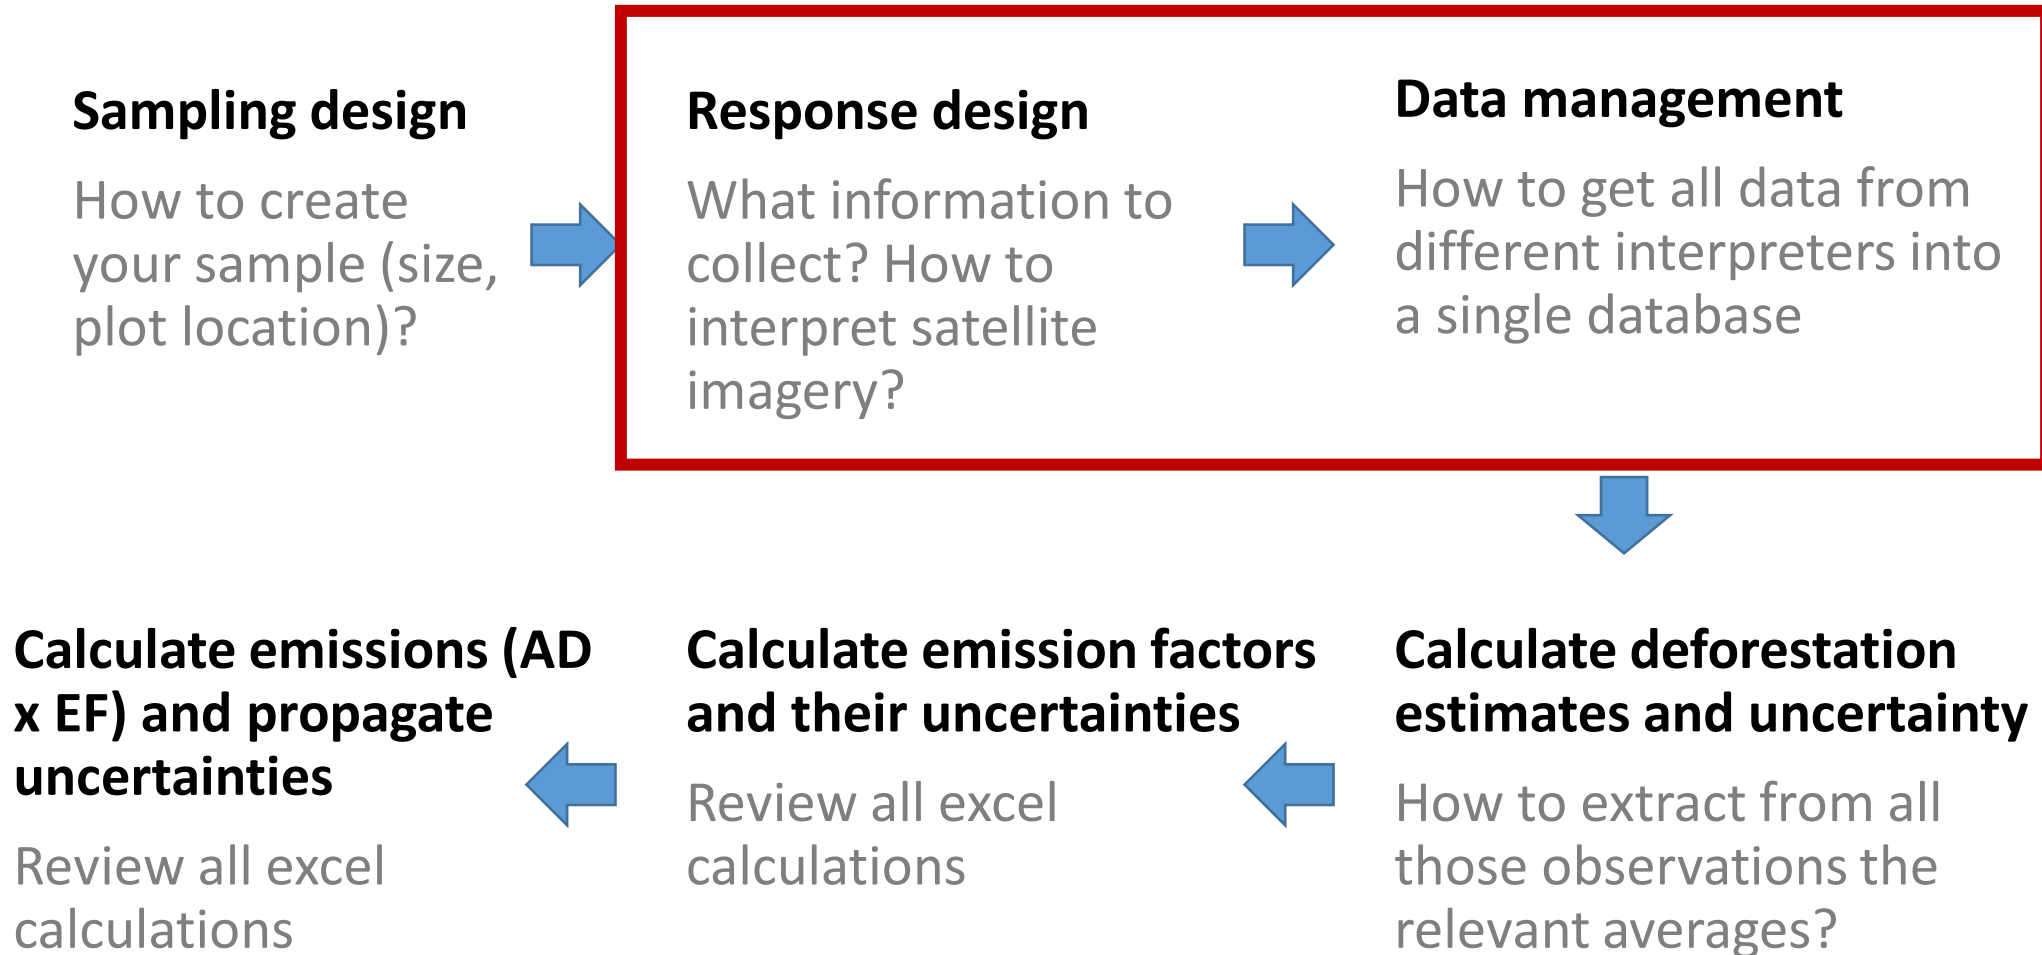 Sampling design
How to create
your sample (size,
plot location)?
Response design
What information to
collect? How to
interpret satellite
imagery?
Data management
How to get all data from
different interpreters into
a single database
Calculate deforestation
estimates and uncertainty
How to extract from all
those observations the
relevant averages?
Calculate emission factors
and their uncertainties
Review all excel
calculations
Calculate emissions (AD
x EF) and propagate
uncertainties
Review all excel
calculations